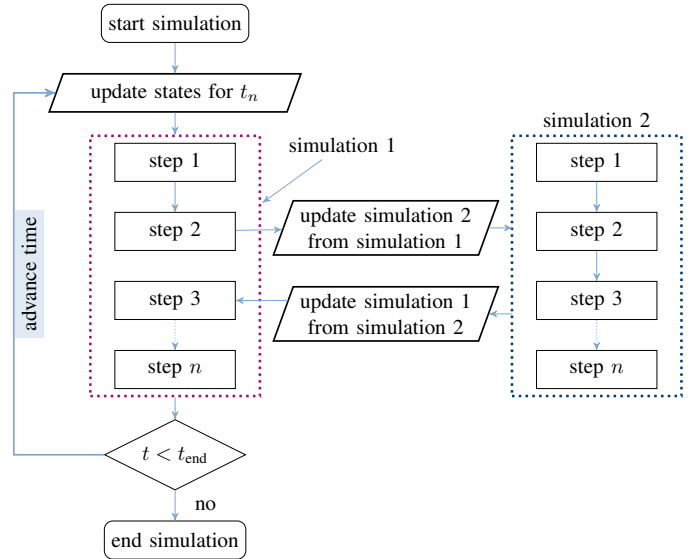 start simulation
update states for tₙ
simulation 2
simulation 1
step 1
step 1
step 2
update simulation 2
from simulation 1
step 2
advance time
step 3
update simulation 1
from simulation 2
step 3
step n
step n
t < t_end
no
end simulation